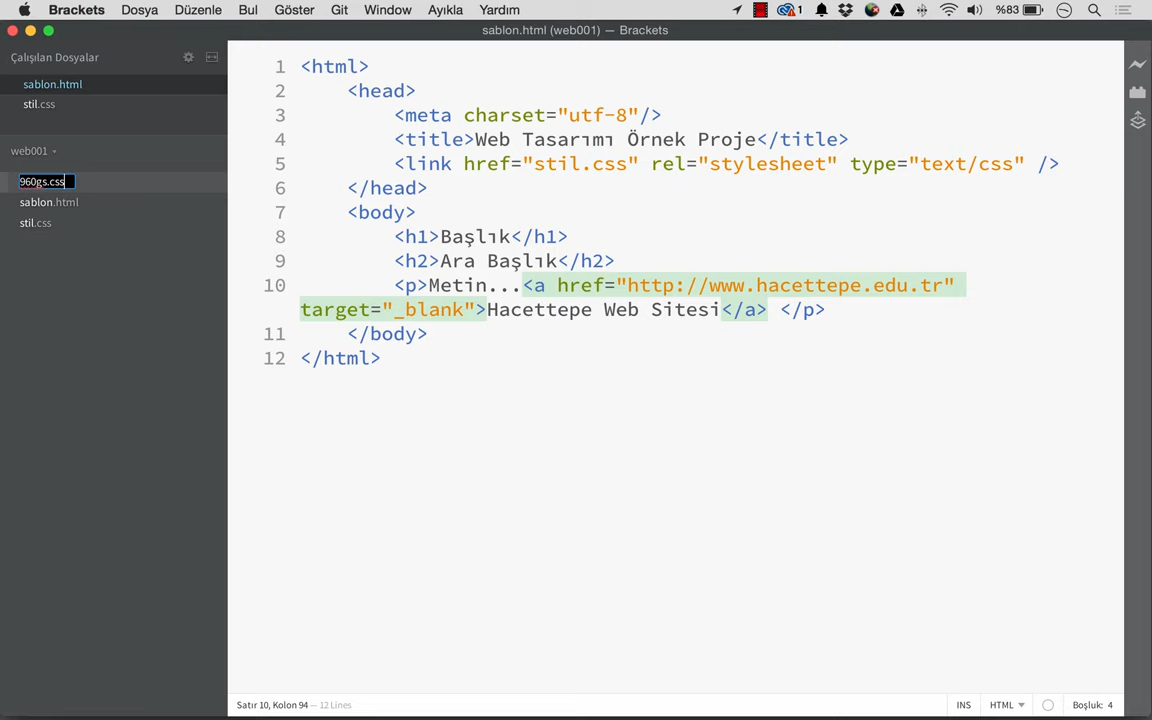 Brackets Dosya Düzenle Bul Göster Git Window Ayıkla Yardım 1 %83
sablon.html (web001) — Brackets
Çalışılan Dosyalar
sablon.html
stil.css
web001
960gs.css
sablon.html
stil.css
1 <html>
2 <head>
3 <meta charset="utf-8"/>
4 <title>Web Tasarımı Örnek Proje</title>
5 <link href="stil.css" rel="stylesheet" type="text/css" />
6 </head>
7 <body>
8 <h1>Başlık</h1>
9 <h2>Ara Başlık</h2>
10 <p>Metin...<a href="http://www.hacettepe.edu.tr"
target="_blank">Hacettepe Web Sitesi</a> </p>
11 </body>
12 </html>
Satır 10, Kolon 94 — 12 Lines INS HTML Boşluk: 4